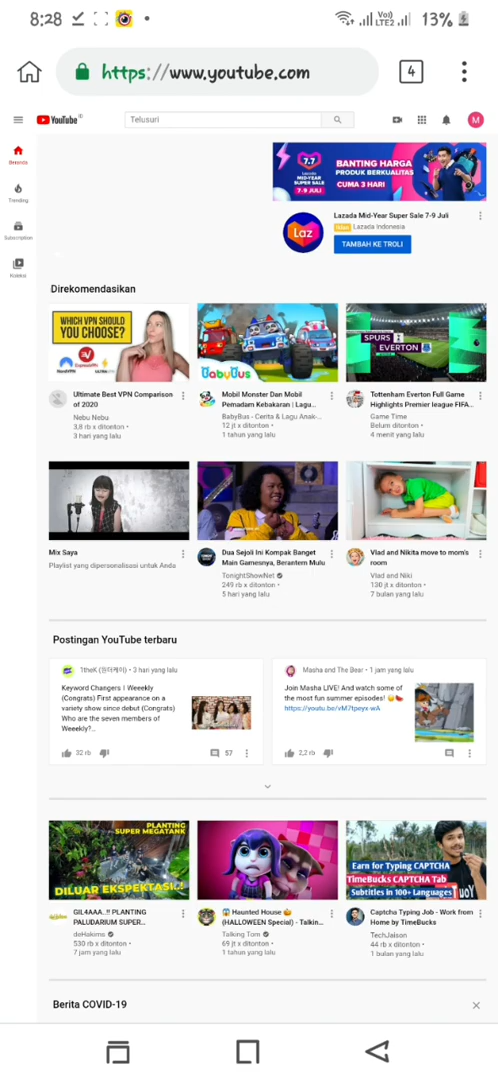 8:28
Vo)
LTE2
13%
https://www.youtube.com
4
YouTube ID
Telusuri
M
Beranda
Trending
Subscription
Koleksi
7.7
LAZADA
MID-YEAR
SUPER SALE
7-9 JULI
BANTING HARGA
PRODUK BERKUALITAS
CUMA 3 HARI
Laz
Lazada Mid-Year Super Sale 7-9 Juli
Iklan Lazada Indonesia
TAMBAH KE TROLI
Direkomendasikan
WHICH VPN SHOULD
YOU CHOOSE?
NordVPN
ExpressVPN
BabyBus
SPURS
EVERTON
Ultimate Best VPN Comparison
of 2020
Nebu Nebu
3,8 rb x ditonton •
3 hari yang lalu
Mobil Monster Dan Mobil
Pemadam Kebakaran | Lagu...
BabyBus - Cerita & Lagu Anak-...
12 jt x ditonton •
1 tahun yang lalu
Tottenham Everton Full Game
Highlights Premier league FIFA...
Game Time
Belum ditonton •
4 menit yang lalu
Mix Saya
Playlist yang dipersonalisasi untuk Anda
Dua Sejoli Ini Kompak Banget
Main Gamesnya, Berantem Mulu
TonightShowNet
249 rb x ditonton •
5 hari yang lalu
Vlad and Nikita move to mom's
room
Vlad and Niki
130 jt x ditonton •
7 bulan yang lalu
Postingan YouTube terbaru
1theK (원더케이) • 3 hari yang lalu
Keyword Changers I Weeekly
(Congrats) First appearance on a
variety show since debut (Congrats)
Who are the seven members of
Weeekly?..
32 rb
57
Masha and The Bear • 1 jam yang lalu
Join Masha LIVE! And watch some of
the most fun summer episodes! 😊🍉
https://youtu.be/vM7tpeyx-wA
2,2 rb
PLANTING
SUPER MEGATANK
DILUAR EKSPEKTASI..!
Earn for Typing CAPTCHA
TimeBucks CAPTCHA Tab
Subtitles in 100+ Languages
GIL4AAA..!! PLANTING
PALUDARIUM SUPER...
deHakims
530 rb x ditonton •
7 jam yang lalu
😱 Haunted House 🎃
(HALLOWEEN Special) - Talkin...
Talking Tom
69 jt x ditonton •
1 tahun yang lalu
Captcha Typing Job - Work from
Home by TimeBucks
TechJaison
44 rb x ditonton •
1 bulan yang lalu
Berita COVID-19